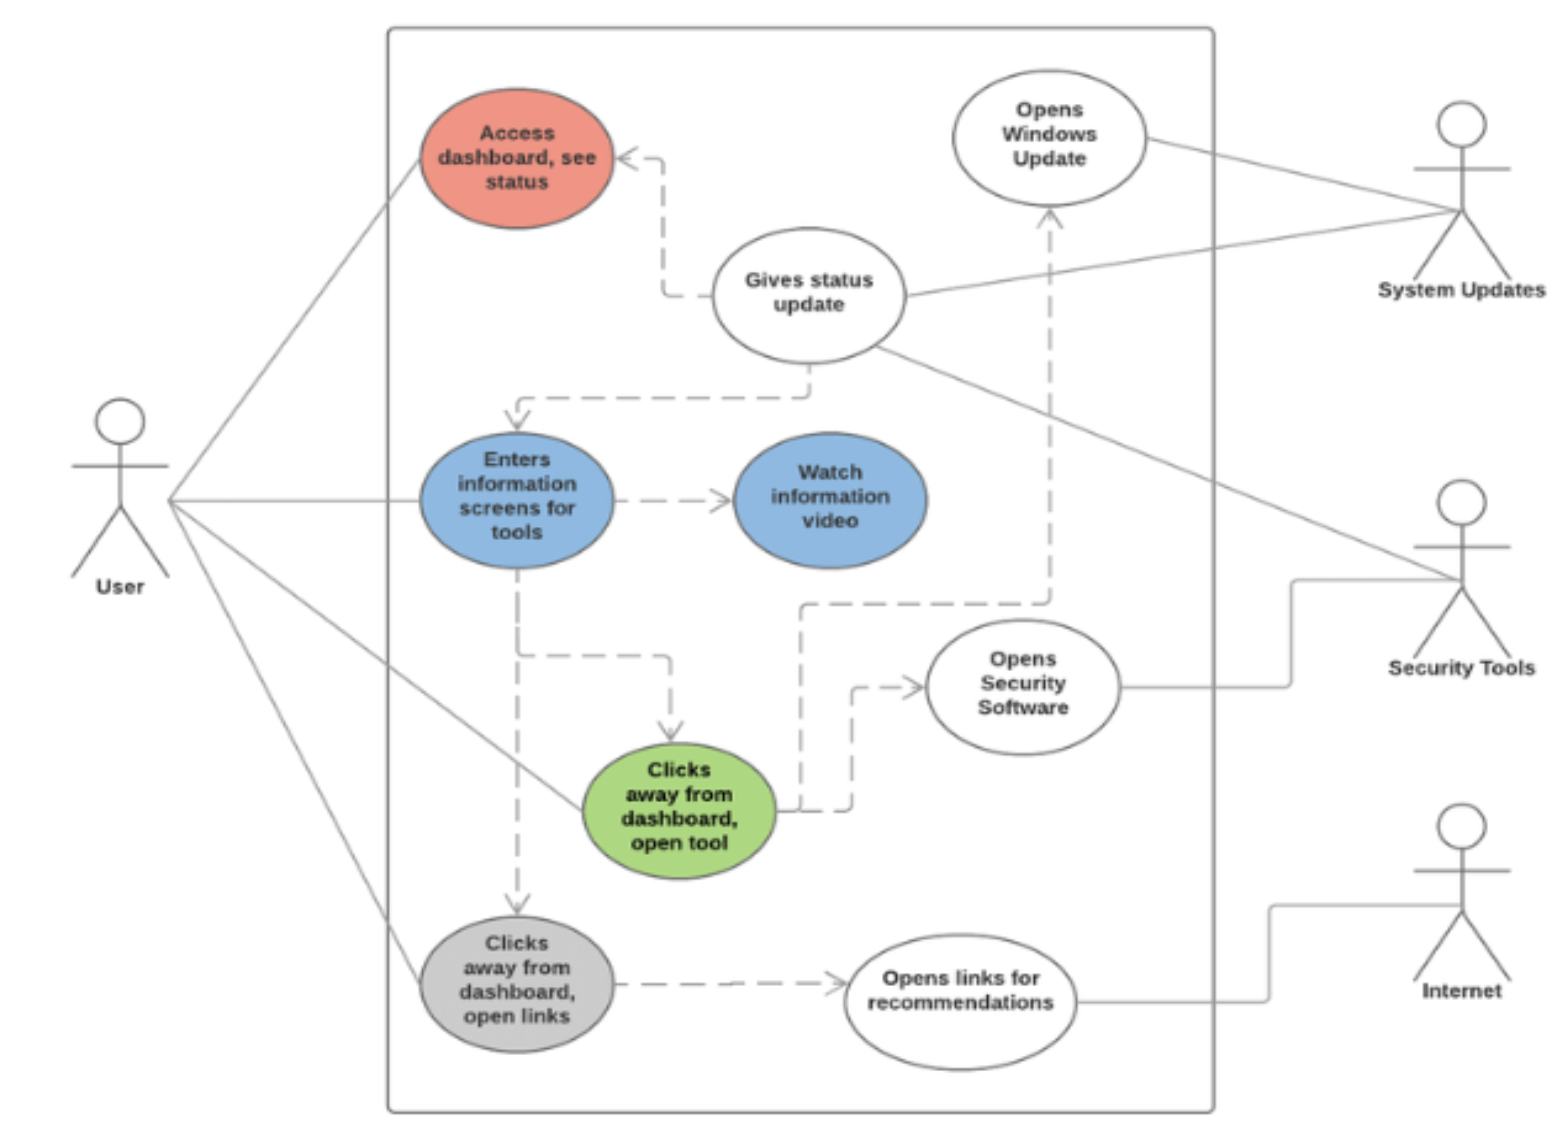 Access
dashboard, see
status
Opens
Windows
Update
System Updates
Gives status
update
User
Enters
information
screens for
tools
Watch
information
video
Security Tools
Opens
Security
Software
Clicks
away from
dashboard,
open tool
Clicks
away from
dashboard,
open links
Opens links for
recommendations
Internet